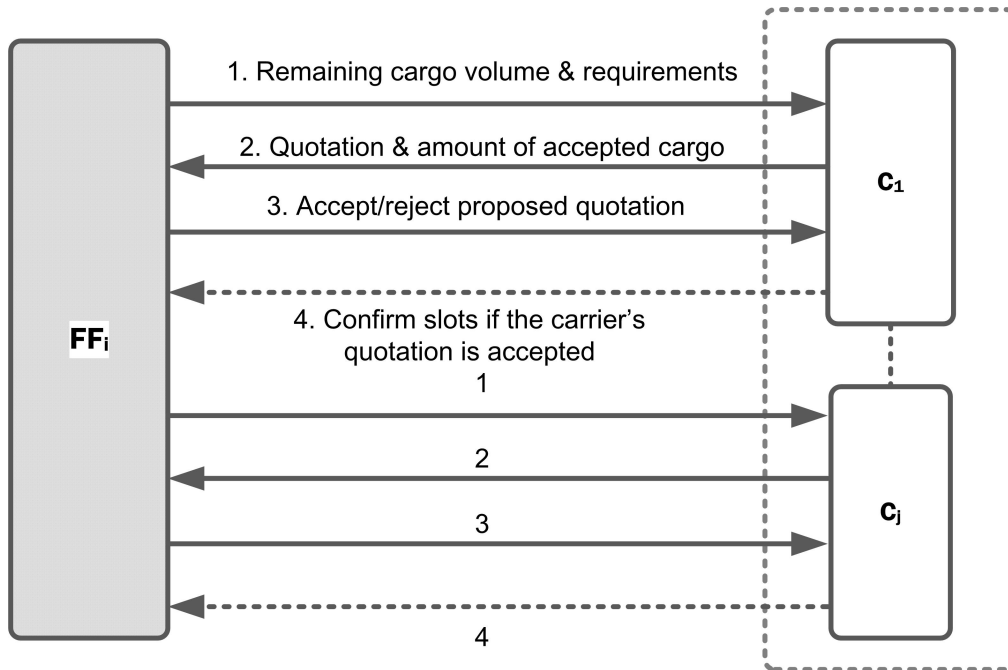 1. Remaining cargo volume & requirements
2. Quotation & amount of accepted cargo
3. Accept/reject proposed quotation
4. Confirm slots if the carrier’s
quotation is accepted
FFᵢ
C₁
1
2
3
4
Cⱼ